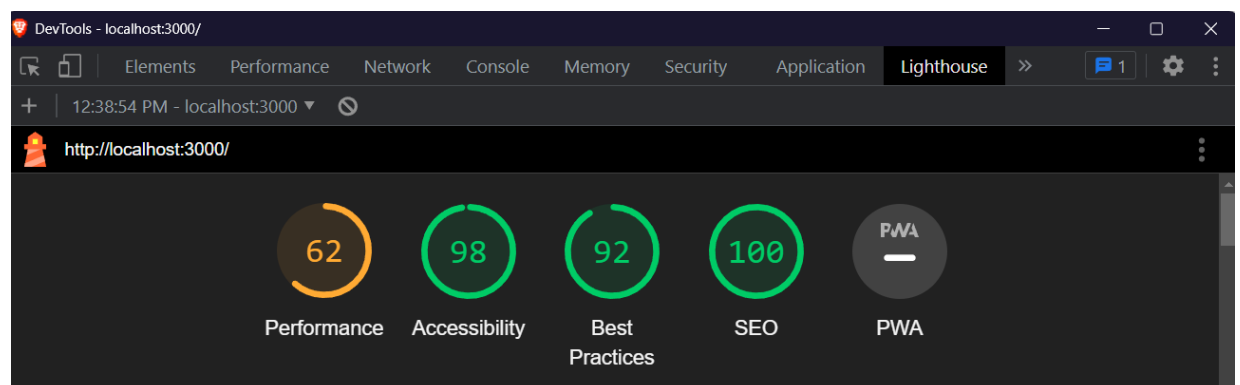 DevTools - localhost:3000/
Elements Performance Network Console Memory Security Application Lighthouse » 1
+ 12:38:54 PM - localhost:3000 ▼
http://localhost:3000/
62 98 92 100 PWA
Performance Accessibility Best Practices SEO PWA